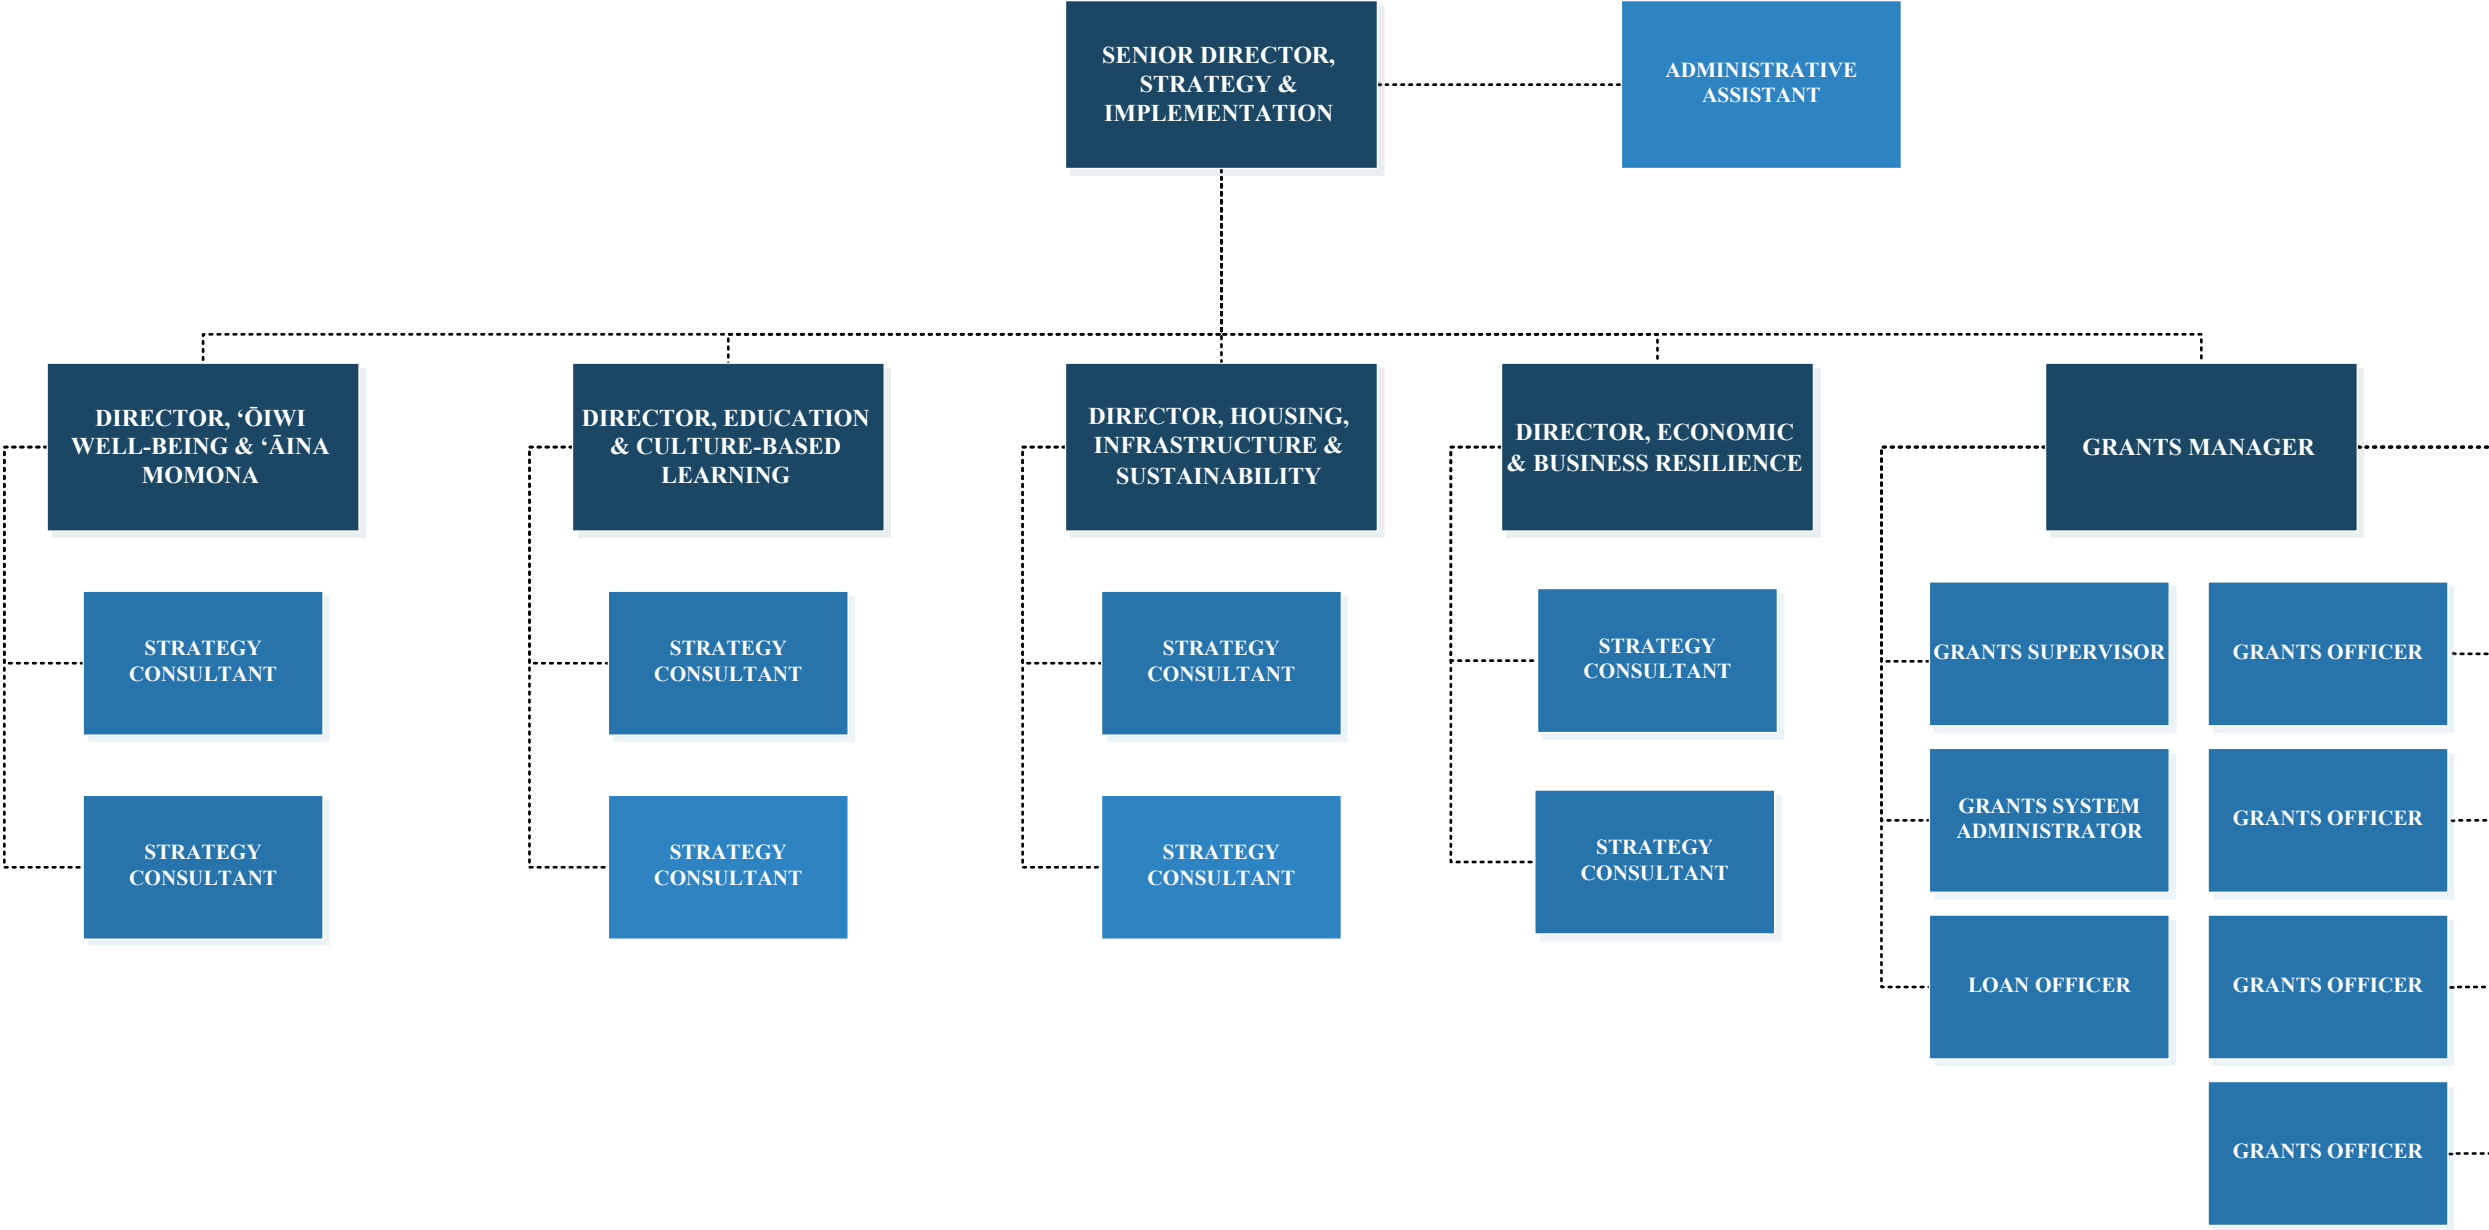 SENIOR DIRECTOR,
STRATEGY &
IMPLEMENTATION
ADMINISTRATIVE
ASSISTANT
DIRECTOR, ʻŌIWI
WELL-BEING & ʻĀINA
MOMONA
DIRECTOR, EDUCATION
& CULTURE-BASED
LEARNING
DIRECTOR, HOUSING,
INFRASTRUCTURE &
SUSTAINABILITY
DIRECTOR, ECONOMIC
& BUSINESS RESILIENCE
GRANTS MANAGER
STRATEGY
CONSULTANT
STRATEGY
CONSULTANT
STRATEGY
CONSULTANT
STRATEGY
CONSULTANT
GRANTS SUPERVISOR
GRANTS OFFICER
STRATEGY
CONSULTANT
STRATEGY
CONSULTANT
STRATEGY
CONSULTANT
STRATEGY
CONSULTANT
GRANTS SYSTEM
ADMINISTRATOR
GRANTS OFFICER
LOAN OFFICER
GRANTS OFFICER
GRANTS OFFICER